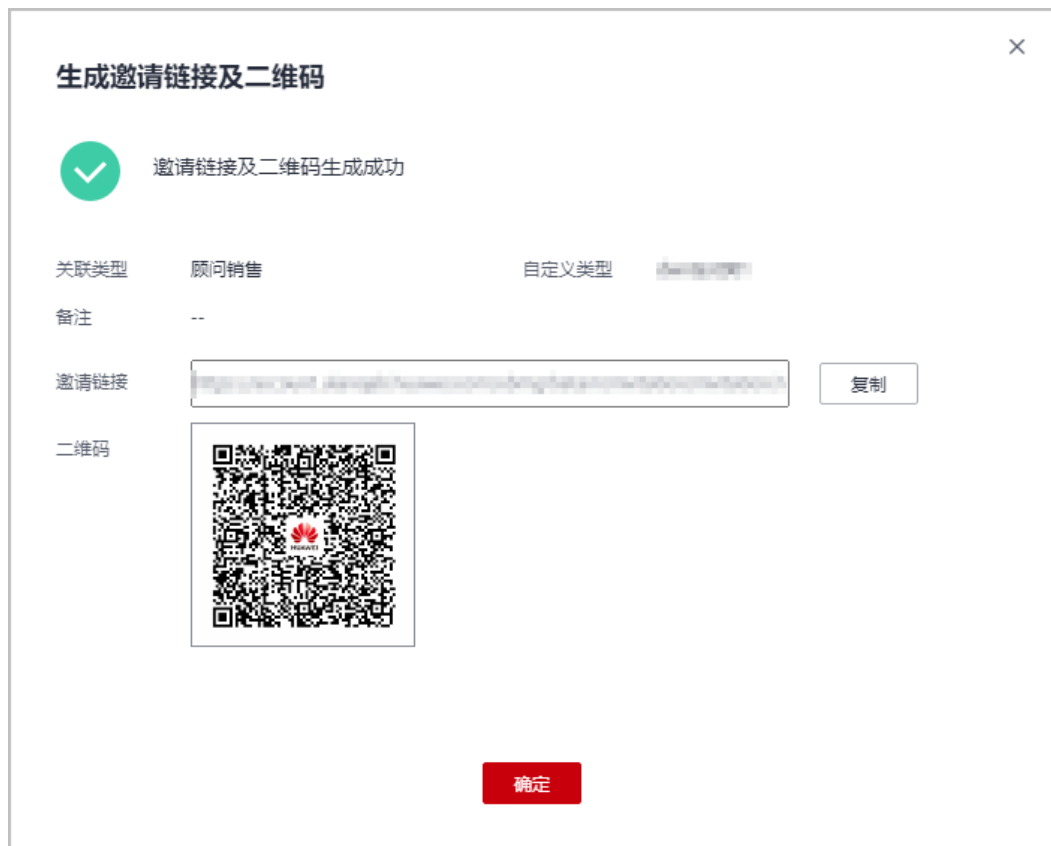 生成邀请链接及二维码
邀请链接及二维码生成成功
关联类型 顾问销售 自定义类型
备注 --
邀请链接 复制
二维码
HUAWEI
确定